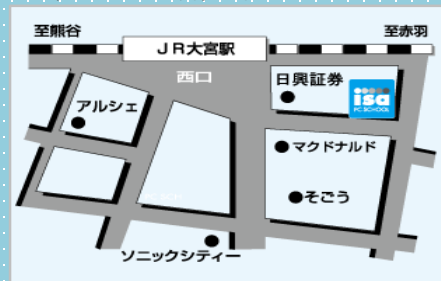 至熊谷
至赤羽
JR大宮駅
西口
日興証券
isa
PC SCHOOL
アルシェ
マクドナルド
そごう
ソニックシティー